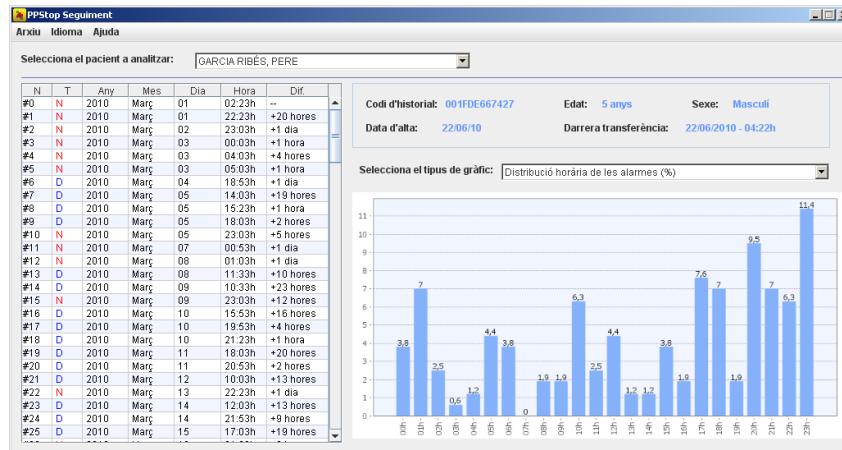 PPStop Seguiment
Arxiu Idioma Ajuda
Selecciona el pacient a analitzar: GARCIA RIBÉS, PERE
N T Any Mes Dia Hora Dif.
#0 N 2010 Març 01 02:23h --
#1 N 2010 Març 01 22:23h +20 hores
#2 N 2010 Març 02 23:03h +1 dia
#3 N 2010 Març 03 00:03h +1 hora
#4 N 2010 Març 03 04:03h +4 hores
#5 N 2010 Març 03 05:03h +1 hora
#6 D 2010 Març 04 18:53h +1 dia
#7 D 2010 Març 05 14:03h +19 hores
#8 D 2010 Març 05 15:23h +1 hora
#9 D 2010 Març 05 18:03h +2 hores
#10 N 2010 Març 05 23:03h +5 hores
#11 N 2010 Març 07 00:53h +1 dia
#12 N 2010 Març 08 01:03h +1 dia
#13 D 2010 Març 08 11:33h +10 hores
#14 D 2010 Març 09 10:33h +23 hores
#15 N 2010 Març 09 23:03h +12 hores
#16 D 2010 Març 10 15:53h +16 hores
#17 D 2010 Març 10 19:53h +4 hores
#18 D 2010 Març 10 21:23h +1 hora
#19 D 2010 Març 11 18:03h +20 hores
#20 D 2010 Març 11 20:53h +2 hores
#21 D 2010 Març 12 10:03h +13 hores
#22 N 2010 Març 13 22:23h +1 dia
#23 D 2010 Març 14 12:03h +13 hores
#24 D 2010 Març 14 21:53h +9 hores
#25 D 2010 Març 15 17:03h +19 hores
Codi d'historial: 001FDE667427 Edat: 5 anys Sexe: Masculí
Data d'alta: 22/06/10 Darrera transferència: 22/06/2010 - 04:22h
Selecciona el tipus de gràfic: Distribució horària de les alarmes (%)
11
10
9
8
7
6
5
4
3
2
1
0
3,8 7 2,5 0,6 1,2 4,4 3,8 0 1,9 1,9 6,3 2,5 4,4 1,2 1,2 3,8 1,9 7,6 7 1,9 9,5 7 6,3 11,4
00h 01h 02h 03h 04h 05h 06h 07h 08h 09h 10h 11h 12h 13h 14h 15h 16h 17h 18h 19h 20h 21h 22h 23h